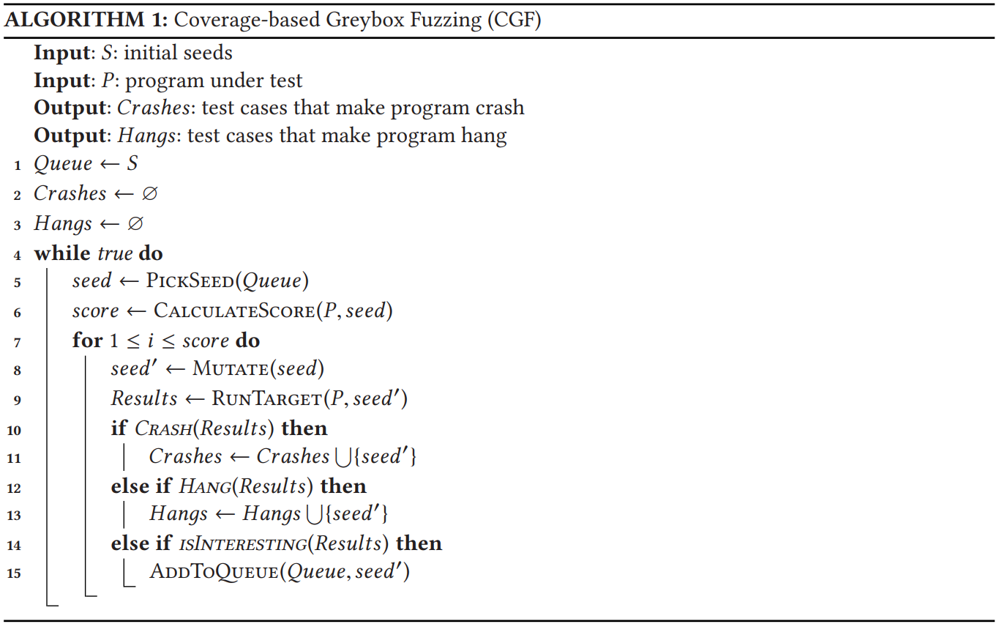 ALGORITHM 1: Coverage-based Greybox Fuzzing (CGF)
Input: S: initial seeds
Input: P: program under test
Output: Crashes: test cases that make program crash
Output: Hangs: test cases that make program hang
1 Queue ← S
2 Crashes ← ∅
3 Hangs ← ∅
4 while true do
5 seed ← PickSeed(Queue)
6 score ← CalculateScore(P, seed)
7 for 1 ≤ i ≤ score do
8 seed′ ← Mutate(seed)
9 Results ← RunTarget(P, seed′)
10 if Crash(Results) then
11 Crashes ← Crashes ⋃{seed′}
12 else if Hang(Results) then
13 Hangs ← Hangs ⋃{seed′}
14 else if isInteresting(Results) then
15 AddToQueue(Queue, seed′)